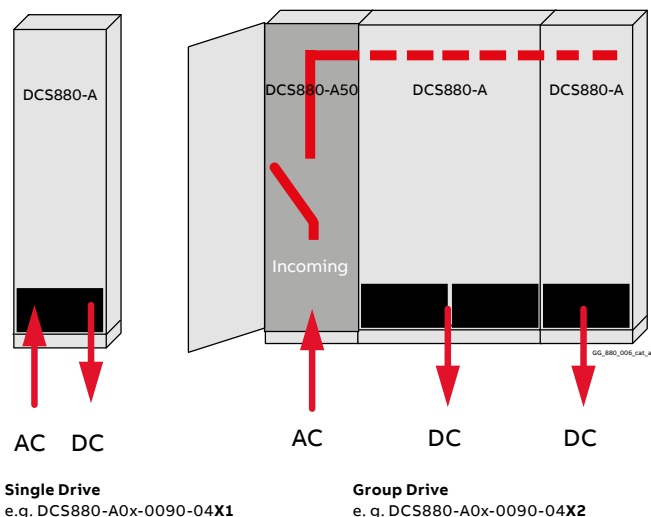 DCS880-A
DCS880-A50
DCS880-A
DCS880-A
Incoming
GG_880_006_cat_a
AC DC
AC
DC
DC
Single Drive
e.g. DCS880-A0x-0090-04X1
Group Drive
e. g. DCS880-A0x-0090-04X2